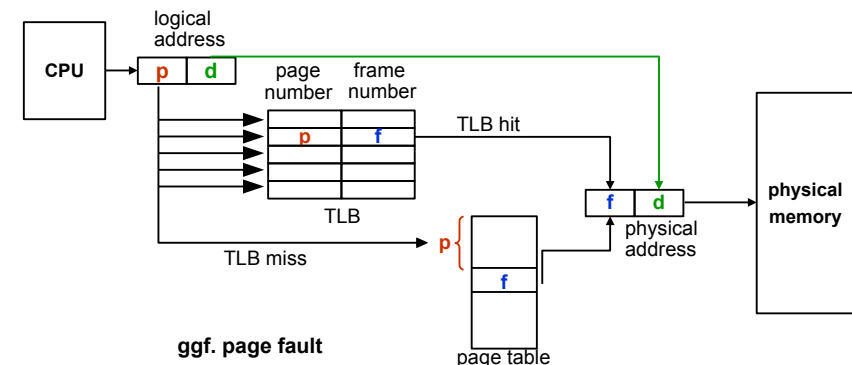 logical
address
CPU
p d
page
number
frame
number
p f
TLB hit
TLB
f d
physical
address
physical
memory
TLB miss
p
f
ggf. page fault
page table